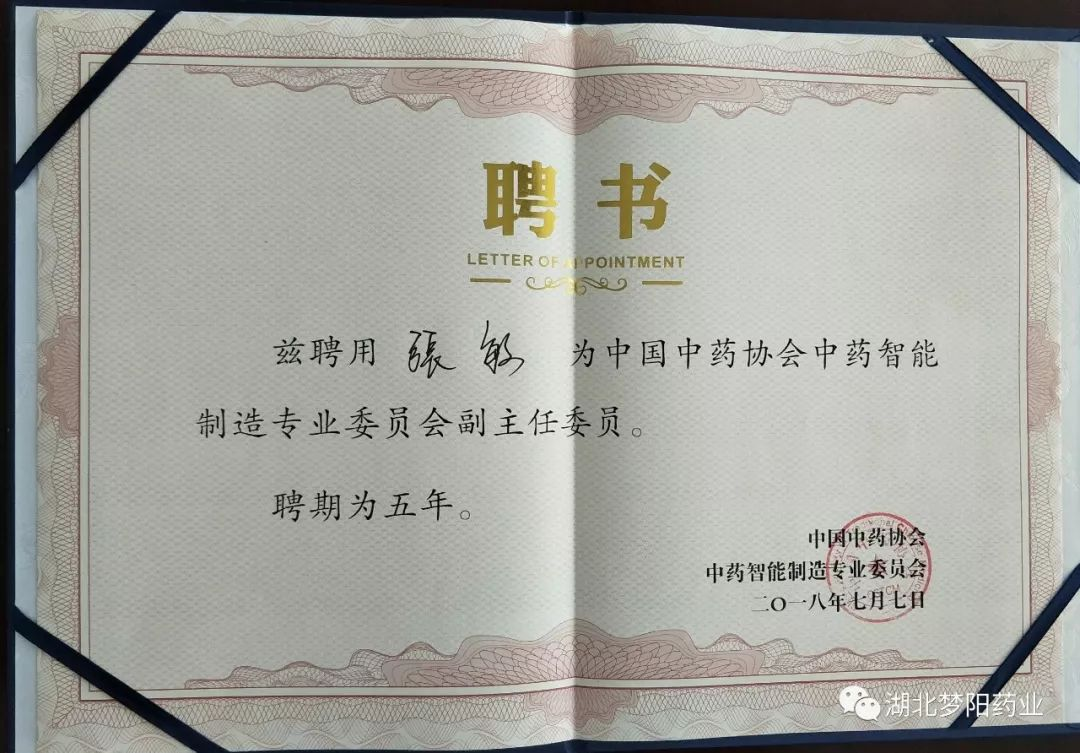 聘书
LETTER OF APPOINTMENT
兹聘用 張敏 为中国中药协会中药智能
制造专业委员会副主任委员。
聘期为五年。
中国中药协会
中药智能制造专业委员会
二〇一八年七月七日
湖北梦阳药业